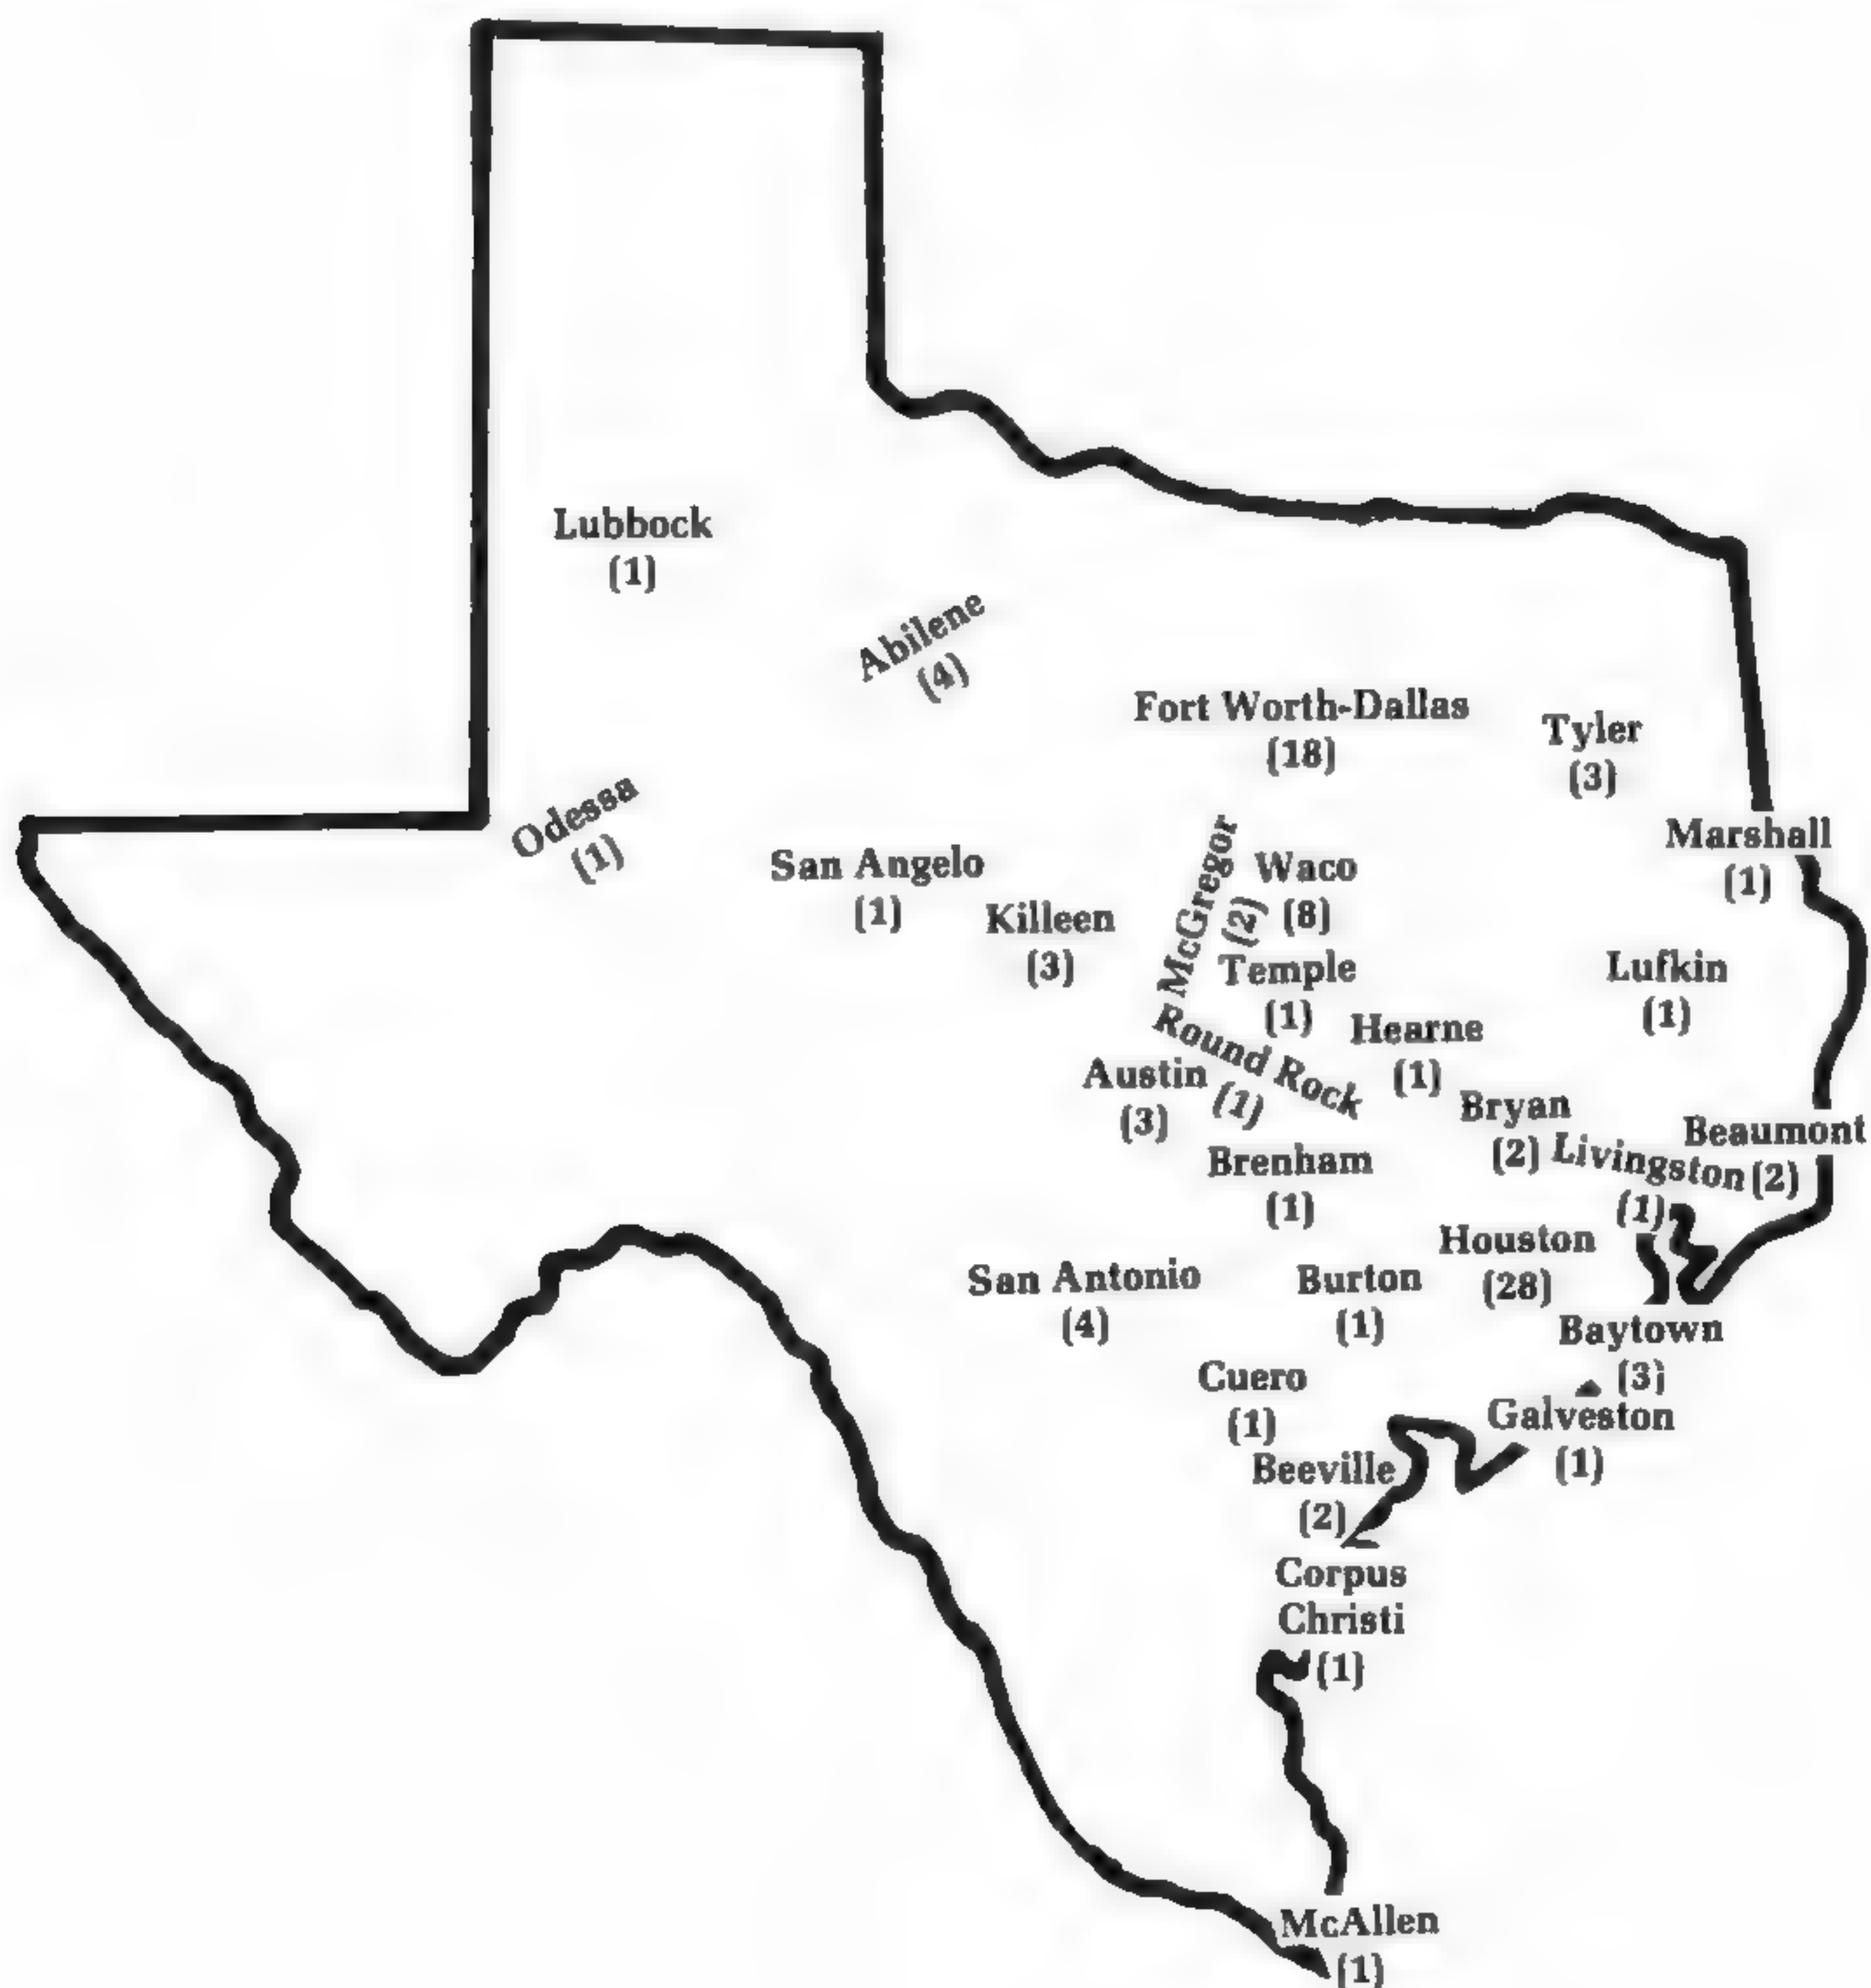 Lubbock
(1)
Abilene
(4)
Fort Worth-Dallas
(18)
Tyler
(3)
Odessa
(1)
Marshall
(1)
San Angelo
(1)
Killeen
(3)
McGregor
(2)
Waco
(8)
Temple
(1)
Lufkin
(1)
Round Rock
(1)
Hearne
(1)
Austin
(3)
Bryan
(2)
Livingston
(1)
Beaumont
(2)
Brenham
(1)
Houston
(28)
San Antonio
(4)
Burton
(1)
Baytown
(3)
Cuero
(1)
Galveston
(1)
Beeville
(2)
Corpus
Christi
(1)
McAllen
(1)